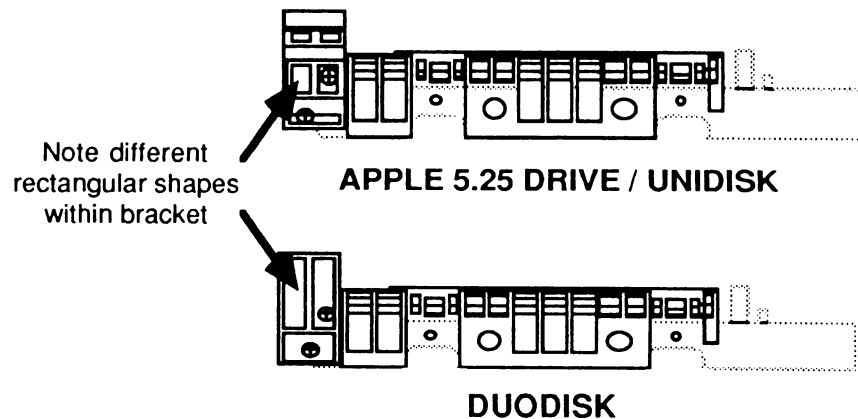 Note different
rectangular shapes
within bracket
APPLE 5.25 DRIVE / UNIDISK
DUODISK